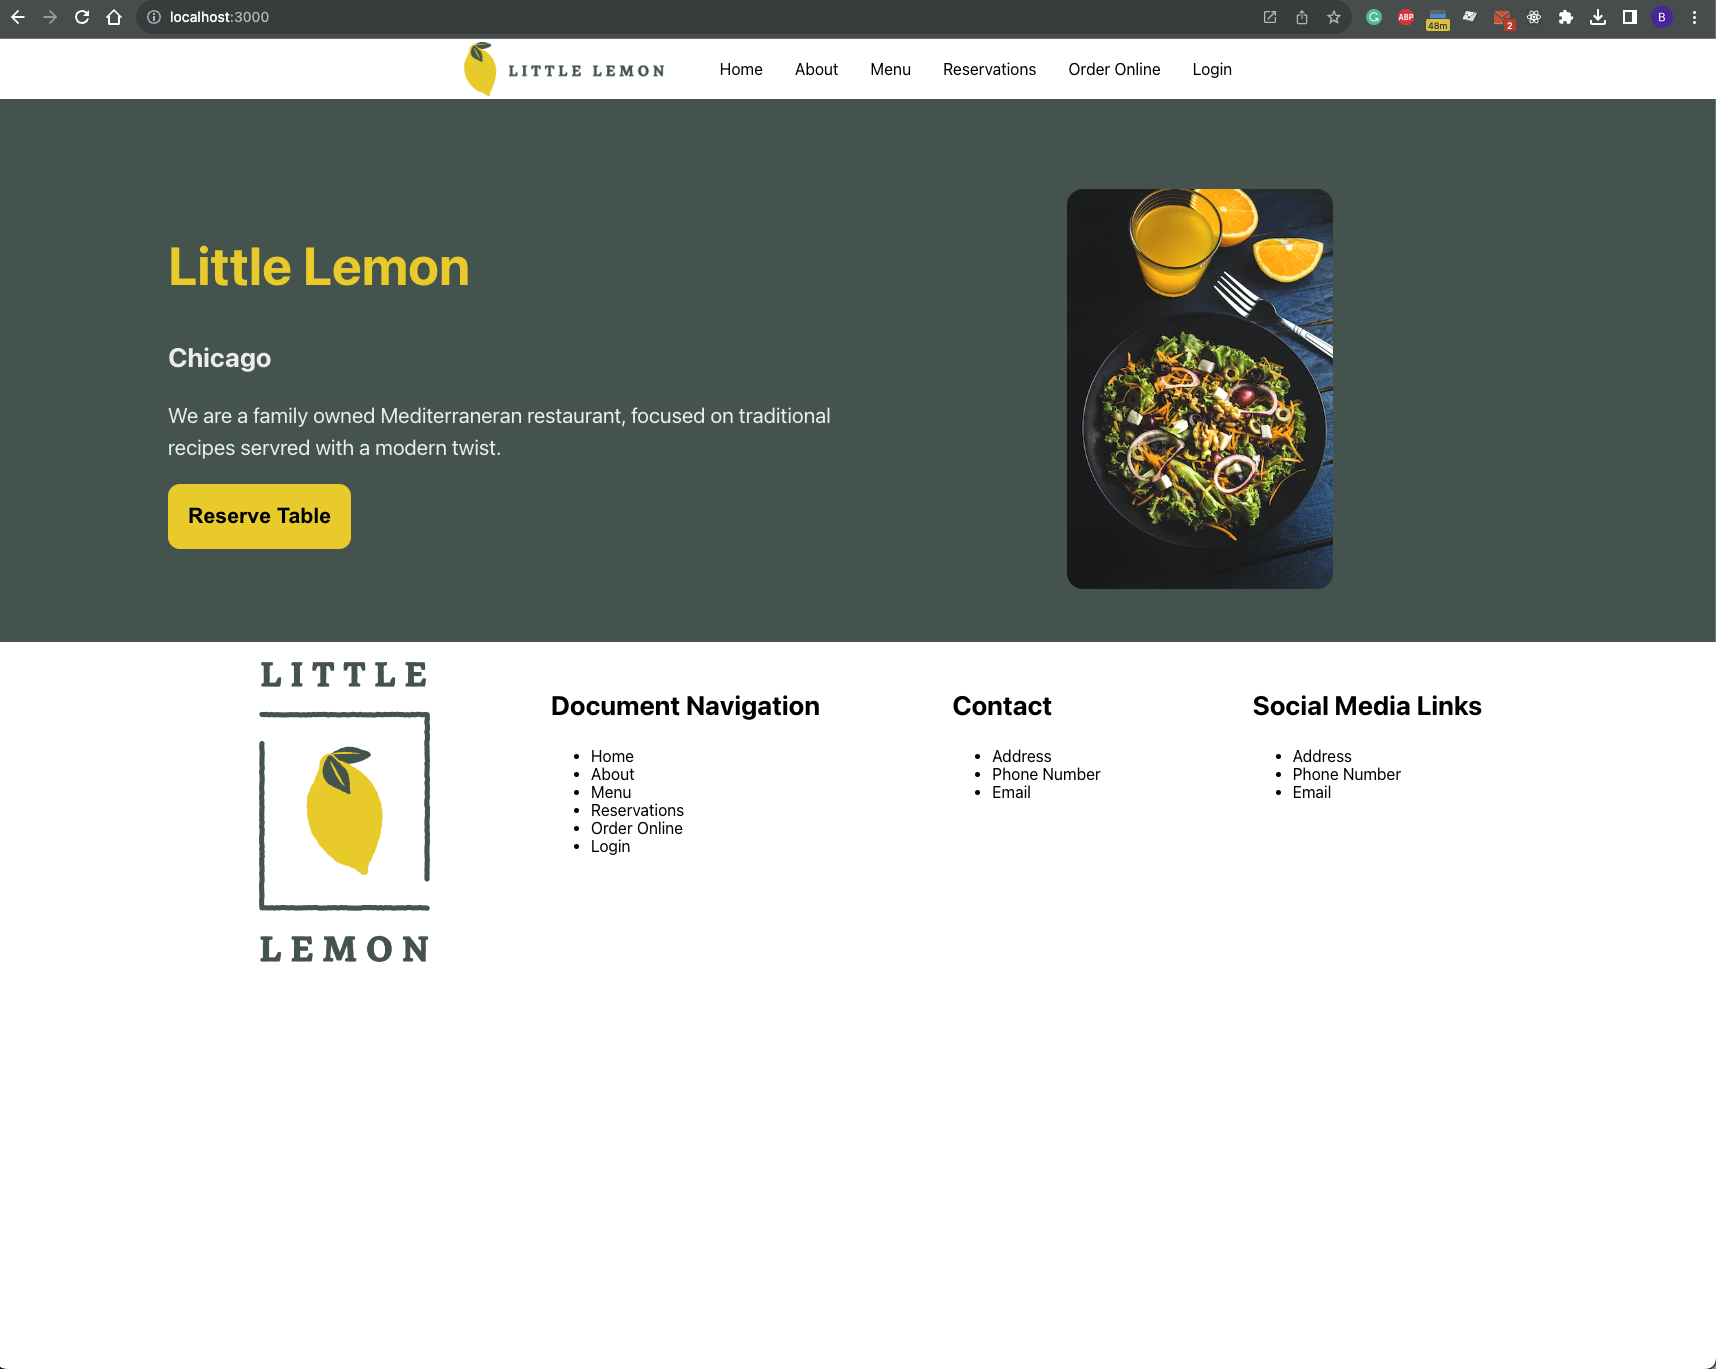 localhost:3000
ABP
48m
2
B
LITTLE LEMON
Home About Menu Reservations Order Online Login
Little Lemon
Chicago
We are a family owned Mediterraneran restaurant, focused on traditional
recipes servred with a modern twist.
Reserve Table
LITTLE
LEMON
Document Navigation
Home
About
Menu
Reservations
Order Online
Login
Contact
Address
Phone Number
Email
Social Media Links
Address
Phone Number
Email